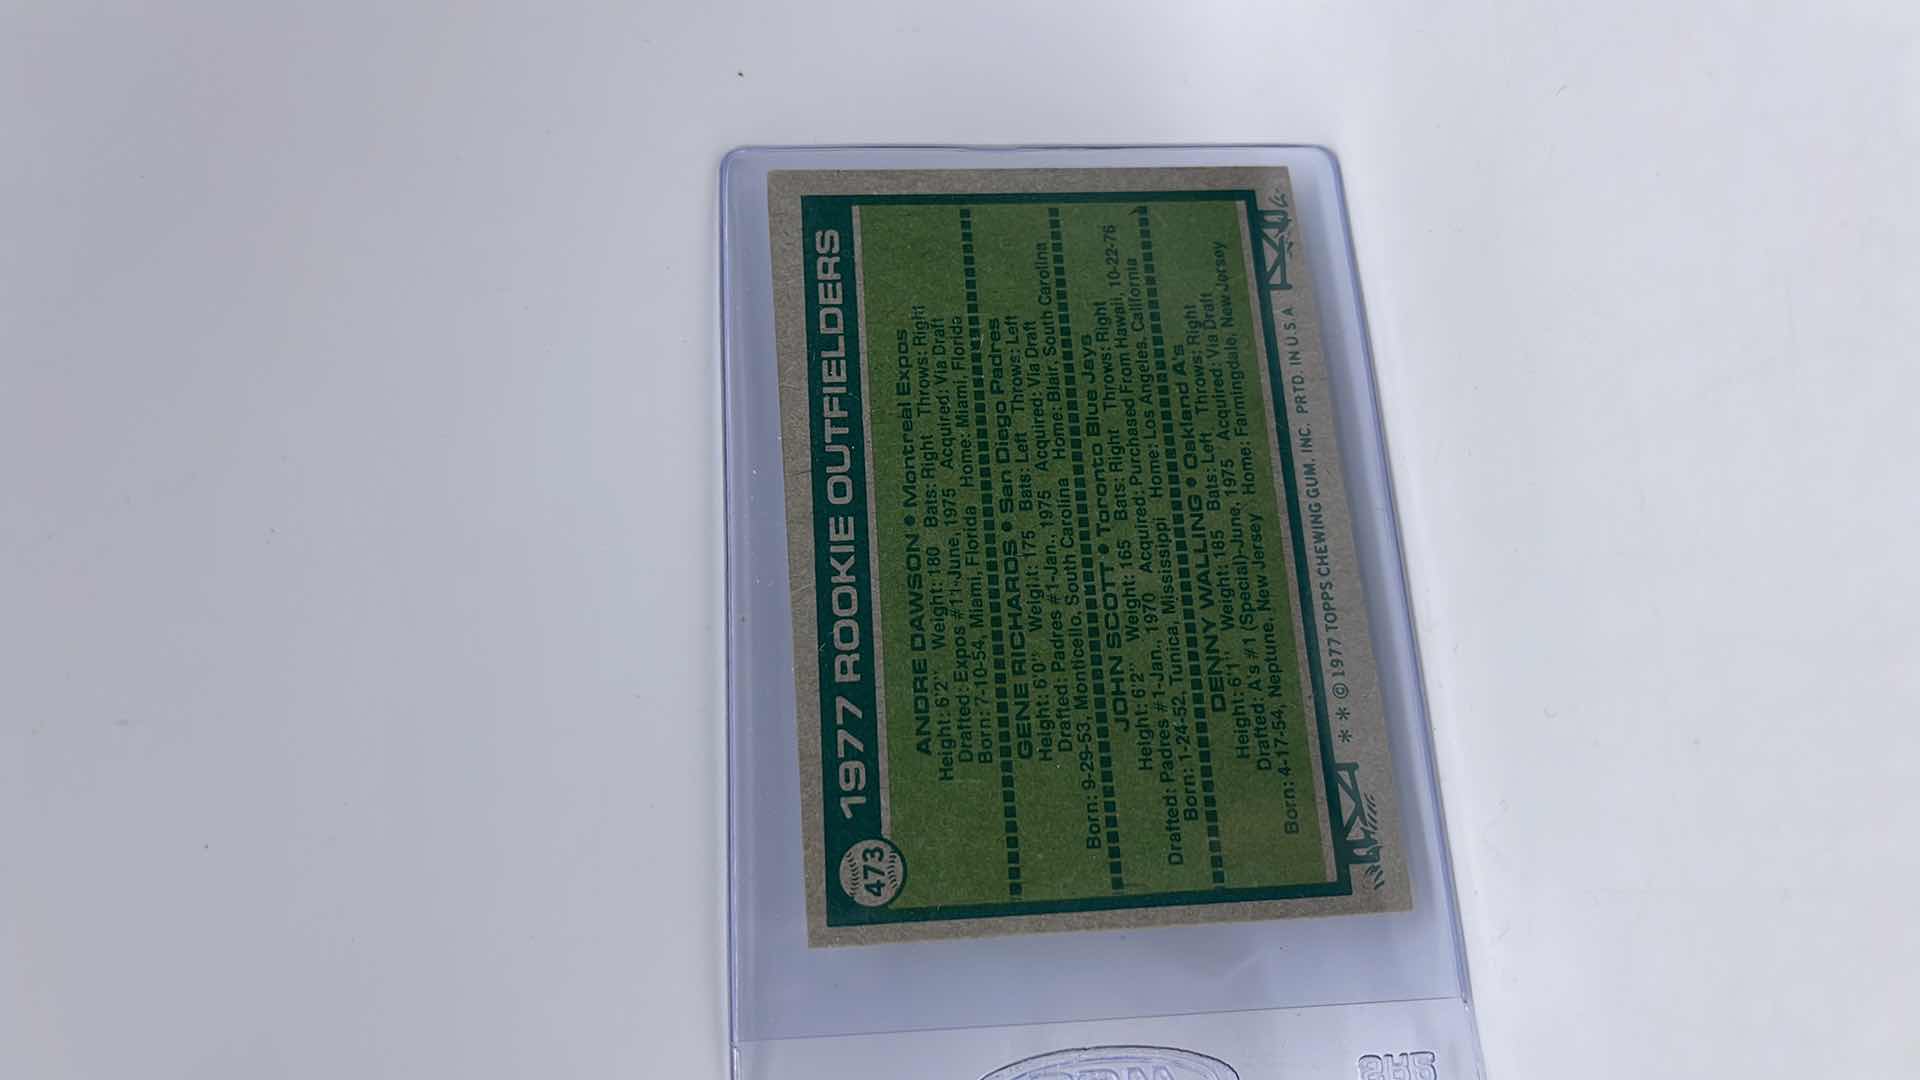 473
1977 ROOKIE OUTFIELDERS
ANDRE DAWSON • Montreal Expos
Height: 6'2" Weight: 180 Bats: Right Throws: Right
Drafted: Expos #11-June, 1975 Acquired: Via Draft
Born: 7-10-54, Miami, Florida Home: Miami, Florida
GENE RICHARDS • San Diego Padres
Height: 6'0" Weight: 175 Bats: Left Throws: Left
Drafted: Padres #1-Jan., 1975 Acquired: Via Draft
Born: 9-29-53, Monticello, South Carolina Home: Blair, South Carolina
JOHN SCOTT • Toronto Blue Jays
Height: 6'2" Weight: 165 Bats: Right Throws: Right
Drafted: Padres #1-Jan., 1970 Acquired: Purchased From Hawaii, 10-22-76
Born: 1-24-52, Tunica, Mississippi Home: Los Angeles, California
DENNY WALLING • Oakland A's
Height: 6'1" Weight: 185 Bats: Left Throws: Right
Drafted: A's #1 (Special)-June, 1975 Acquired: Via Draft
Born: 4-17-54, Neptune, New Jersey Home: Farmingdale, New Jersey
** © 1977 TOPPS CHEWING GUM, INC. PRTD. IN U.S.A.